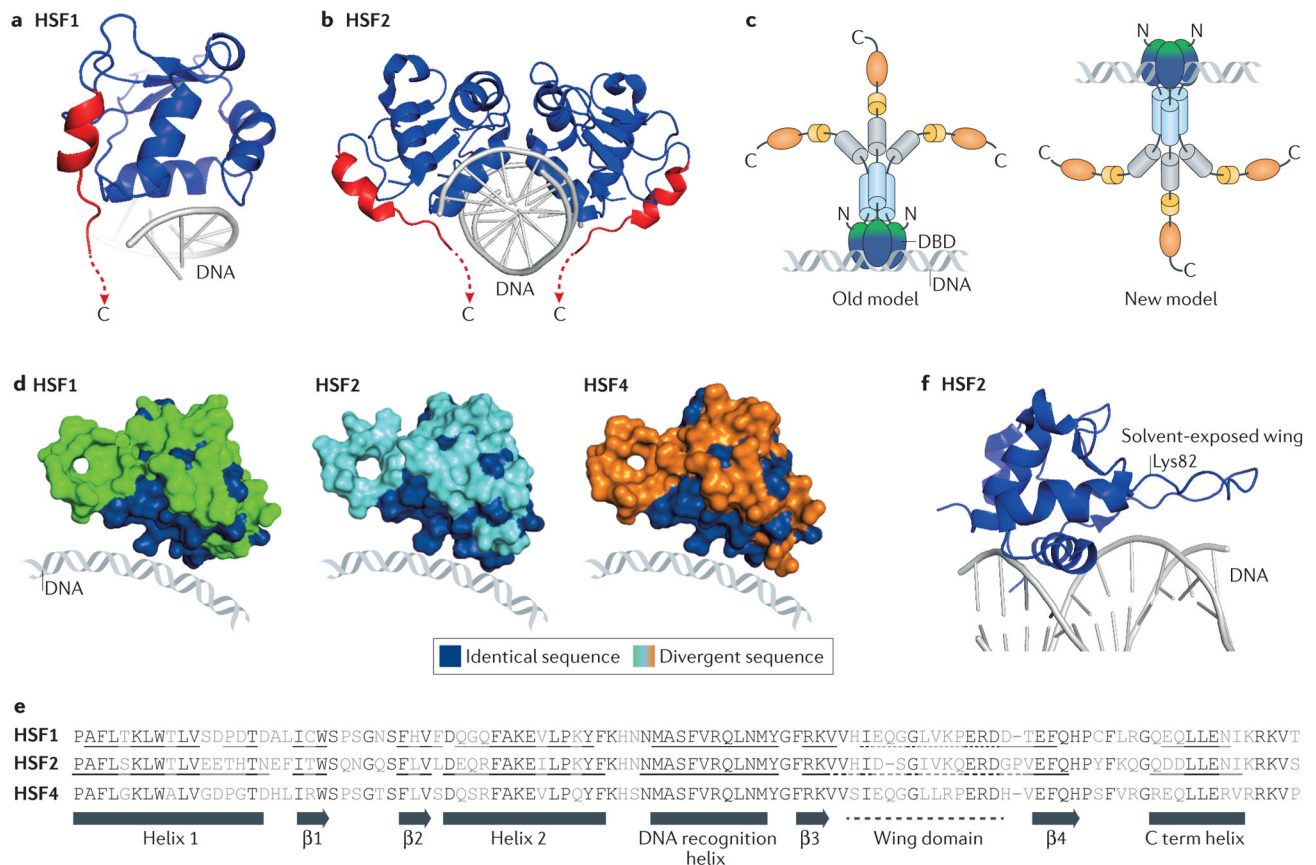 a HSF1
DNA
C
b HSF2
DNA
C
C
c
C
C
C
N
N
DBD
DNA
Old model
N
N
C
C
C
New model
d HSF1
DNA
HSF2
HSF4
Identical sequence
Divergent sequence
f HSF2
Solvent-exposed wing
Lys82
DNA
e
HSF1 PAFLTKLWTLVSDPDTDALICWSPSGNSFHVFDQGQFAKEVLPKYFKHNNMASFVRQLNMYGFRKVVHIEQGGLVKPERDD-TEFQHPCFLRGQEQLLENIKRKVT
HSF2 PAFLSKLWTLVEETHTNEFITWSQNGQSFLVLDEQRFAKEILPKYFKHNNMASFVRQLNMYGFRKVVHID-SGIVKQERDGPVEFQHPYFKQGQDDLLENIKRKVS
HSF4 PAFLGKLWALVGDPGTDHLIRWSPSGTSFLVSDQSRFAKEVLPQYFKHSNMASFVRQLNMYGFRKVVSIEQGGLLRPERDH-VEFQHPSFVRGREQLLERVRRKVP
Helix 1
β1
β2
Helix 2
DNA recognition
helix
β3
Wing domain
β4
C term helix